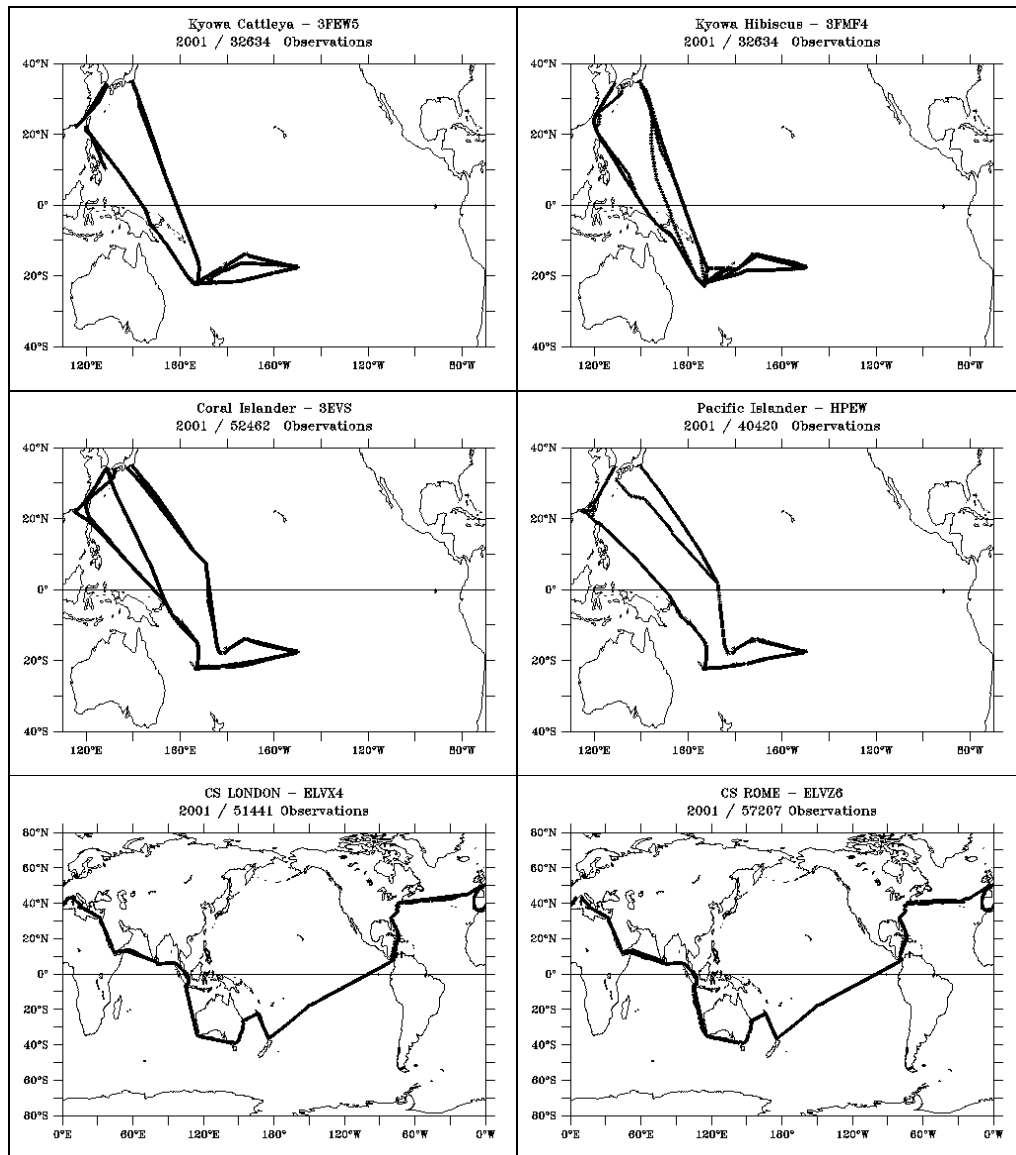 Kyowa Cattleya - 3FEW5
2001 / 32634 Observations
40°N
20°N
0°
20°S
40°S
120°E 160°E 160°W 120°W 80°W
Kyowa Hibiscus - 3FMF4
2001 / 32634 Observations
40°N
20°N
0°
20°S
40°S
120°E 160°E 160°W 120°W 80°W
Coral Islander - 3EVS
2001 / 52462 Observations
40°N
20°N
0°
20°S
40°S
120°E 160°E 160°W 120°W 80°W
Pacific Islander - HPEW
2001 / 40420 Observations
40°N
20°N
0°
20°S
40°S
120°E 160°E 160°W 120°W 80°W
CS LONDON - ELVX4
2001 / 51441 Observations
80°N
60°N
40°N
20°N
0°
20°S
40°S
60°S
80°S
0°E 60°E 120°E 180°W 120°W 60°W 0°W
CS ROME - ELVZ6
2001 / 57207 Observations
80°N
60°N
40°N
20°N
0°
20°S
40°S
60°S
80°S
0°E 60°E 120°E 180°W 120°W 60°W 0°W